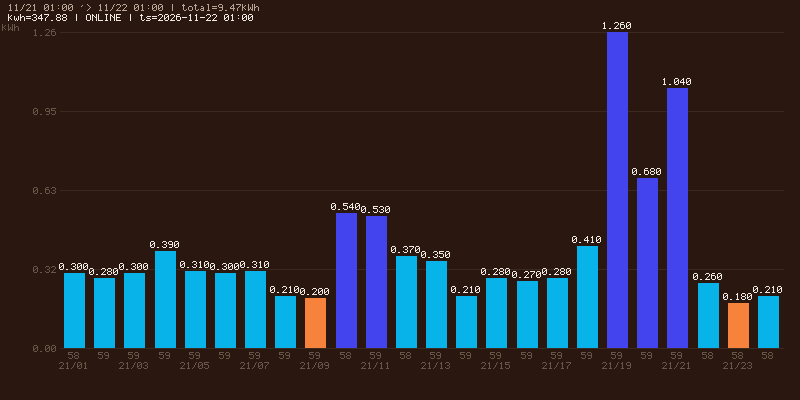 11/21 01:00 -> 11/22 01:00 | total=9.47kWh
Kwh=347.88 | ONLINE | ts=2026-11-22 01:00
kWh
1.26
0.95
0.63
0.32
0.00
0.300 0.280 0.300 0.390 0.310 0.300 0.310 0.210 0.200 0.540 0.530 0.370 0.350 0.210 0.280 0.270 0.280 0.410 1.260 0.680 1.040 0.260 0.180 0.210
58 59 59 59 59 59 59 59 59 58 59 58 59 59 59 59 59 59 59 59 59 58 58 58
21/01 21/03 21/05 21/07 21/09 21/11 21/13 21/15 21/17 21/19 21/21 21/23